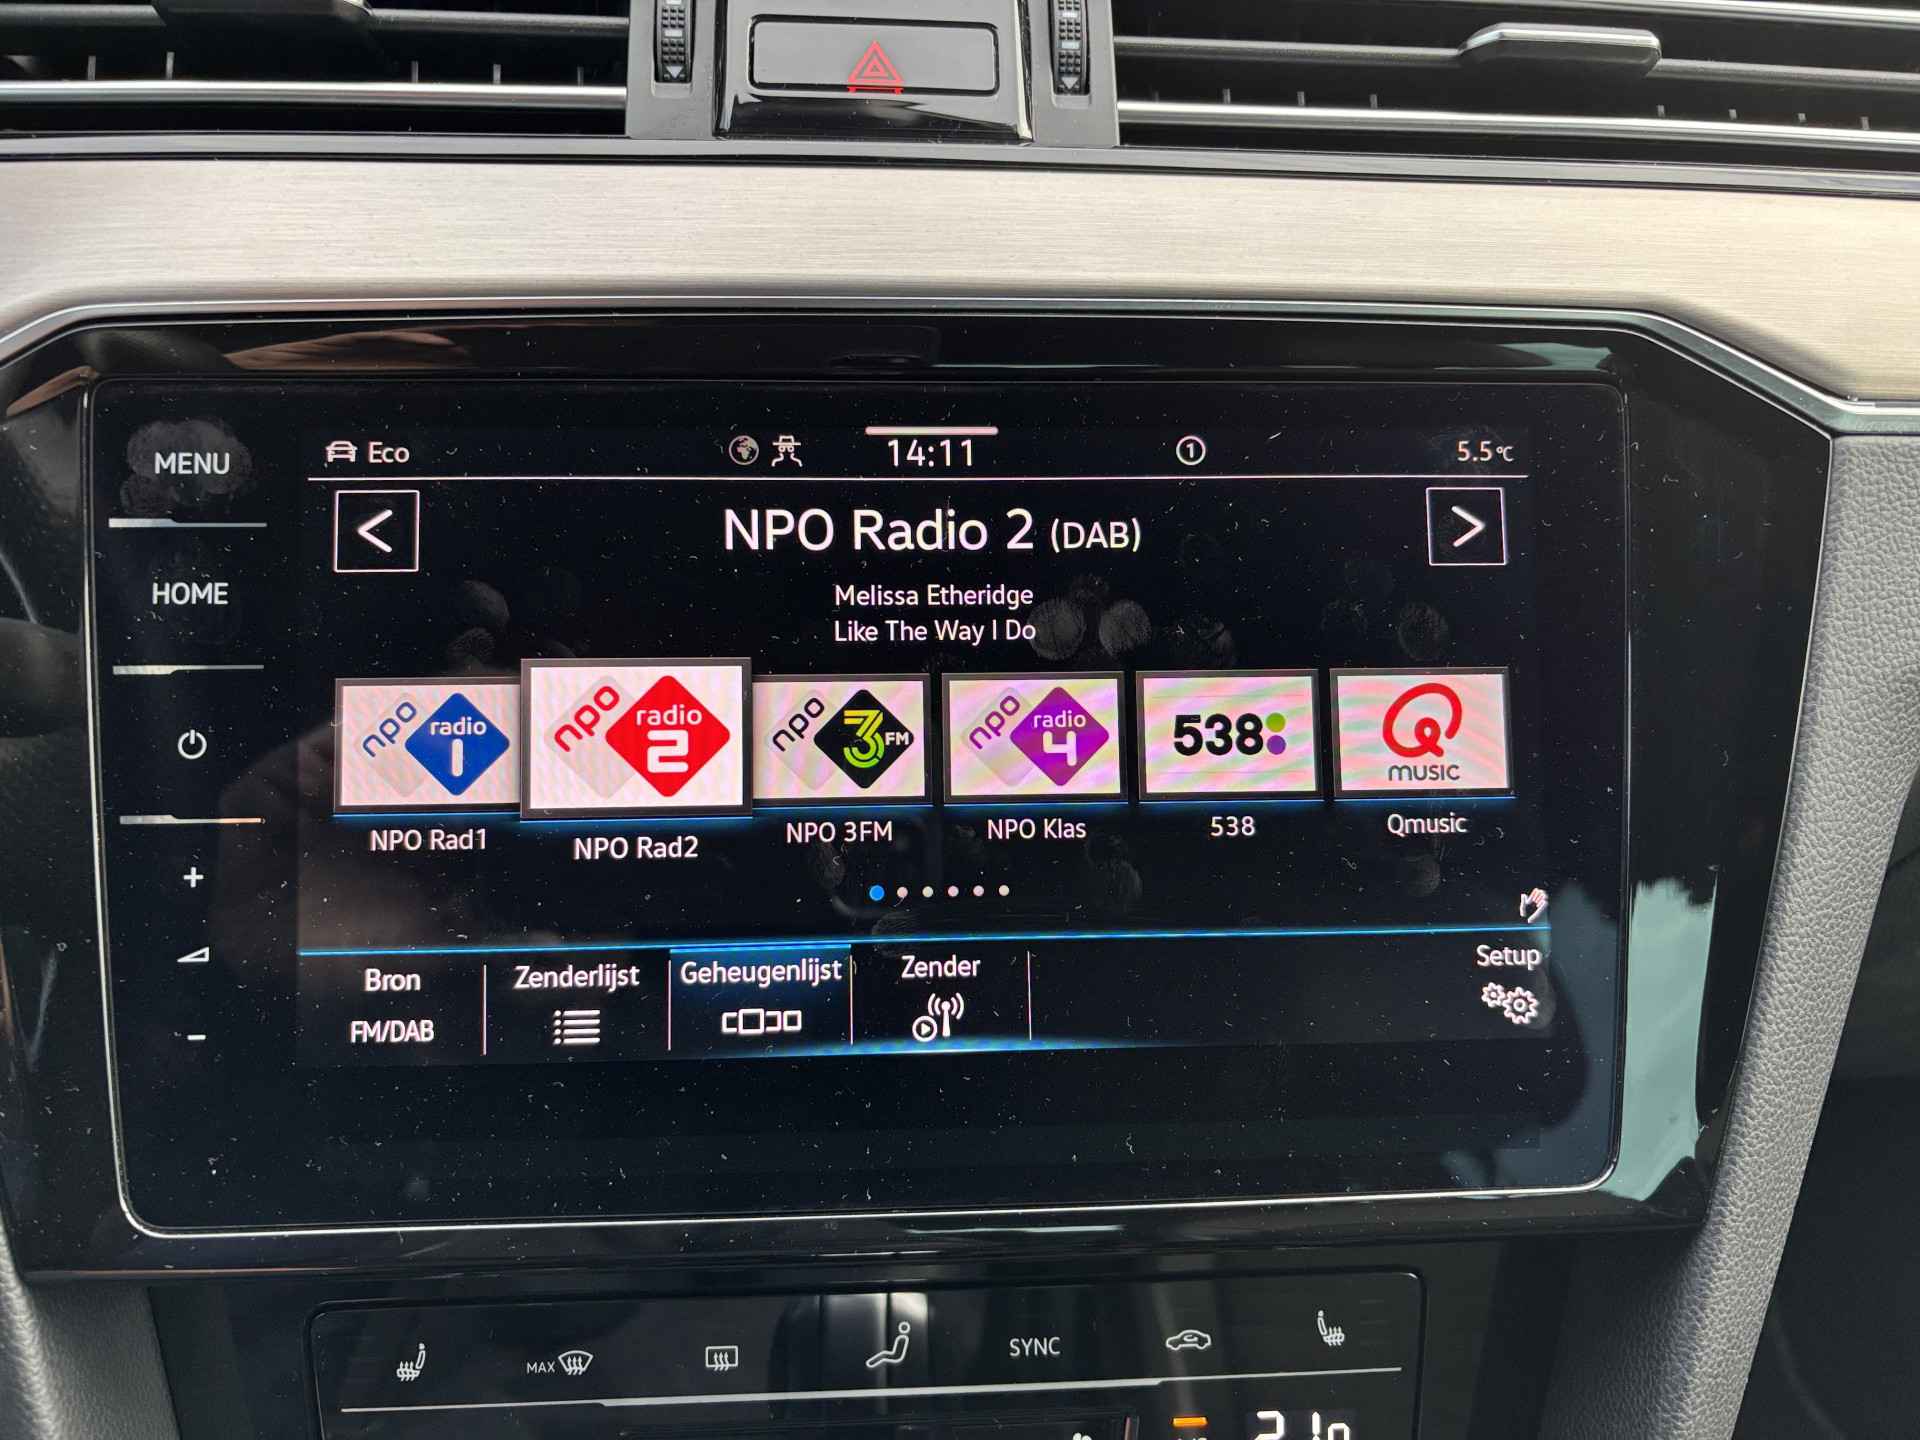 MENU
HOME
Eco
14:11
1
5.5°C
NPO Radio 2 (DAB)
Melissa Etheridge
Like The Way I Do
npo radio 1
npo radio 2
npo 3FM
npo radio 4
538
Q MUSIC
NPO Rad1
NPO Rad2
NPO 3FM
NPO Klas
538
Qmusic
Bron
FM/DAB
Zenderlijst
Geheugenlijst
Zender
Setup
+
-
MAX
SYNC